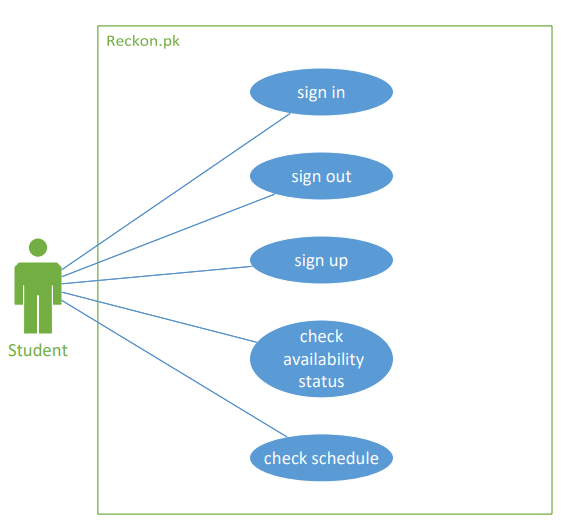 Reckon.pk
sign in
sign out
sign up
check
availability
status
check schedule
Student